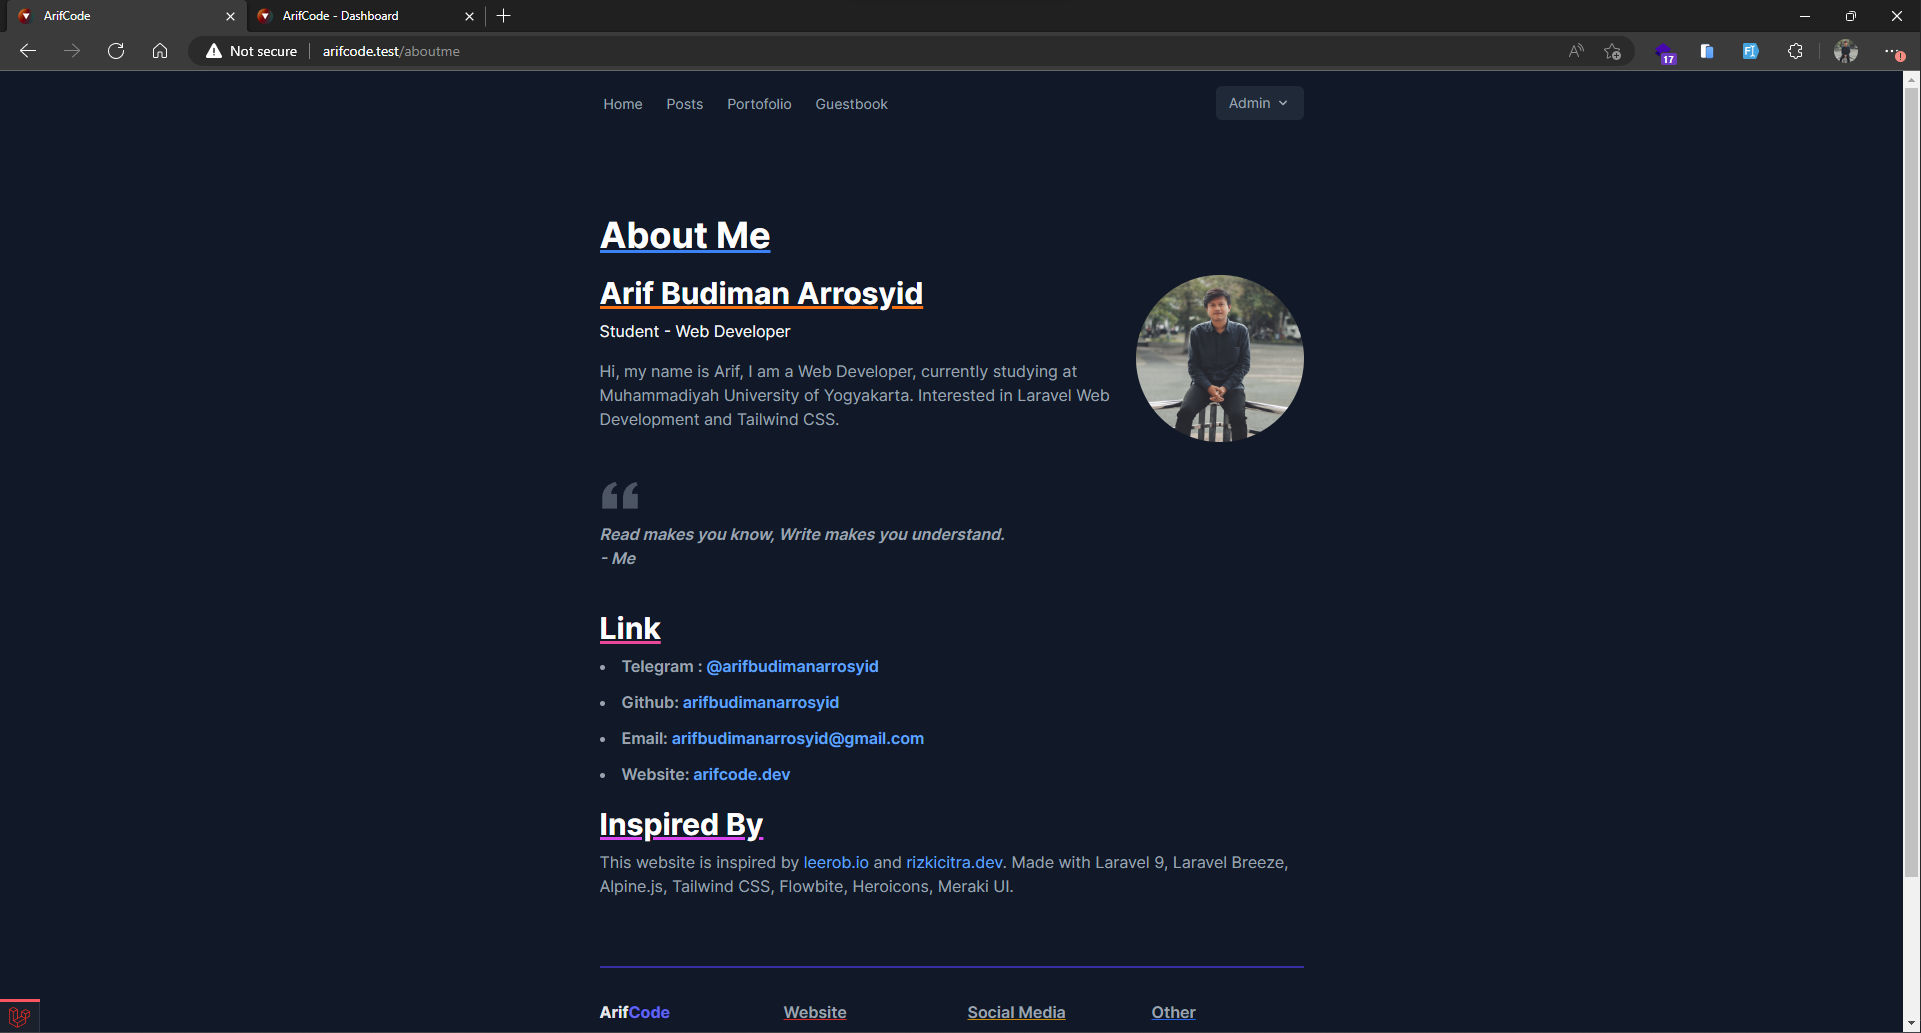 ArifCode
ArifCode - Dashboard
Not secure
arifcode.test/aboutme
17
Home
Posts
Portofolio
Guestbook
Admin
About Me
Arif Budiman Arrosyid
Student - Web Developer
Hi, my name is Arif, I am a Web Developer, currently studying at
Muhammadiyah University of Yogyakarta. Interested in Laravel Web
Development and Tailwind CSS.
Read makes you know, Write makes you understand.
- Me
Link
Telegram : @arifbudimanarrosyid
Github: arifbudimanarrosyid
Email: arifbudimanarrosyid@gmail.com
Website: arifcode.dev
Inspired By
This website is inspired by leerob.io and rizkicitra.dev. Made with Laravel 9, Laravel Breeze,
Alpine.js, Tailwind CSS, Flowbite, Heroicons, Meraki UI.
ArifCode
Website
Social Media
Other